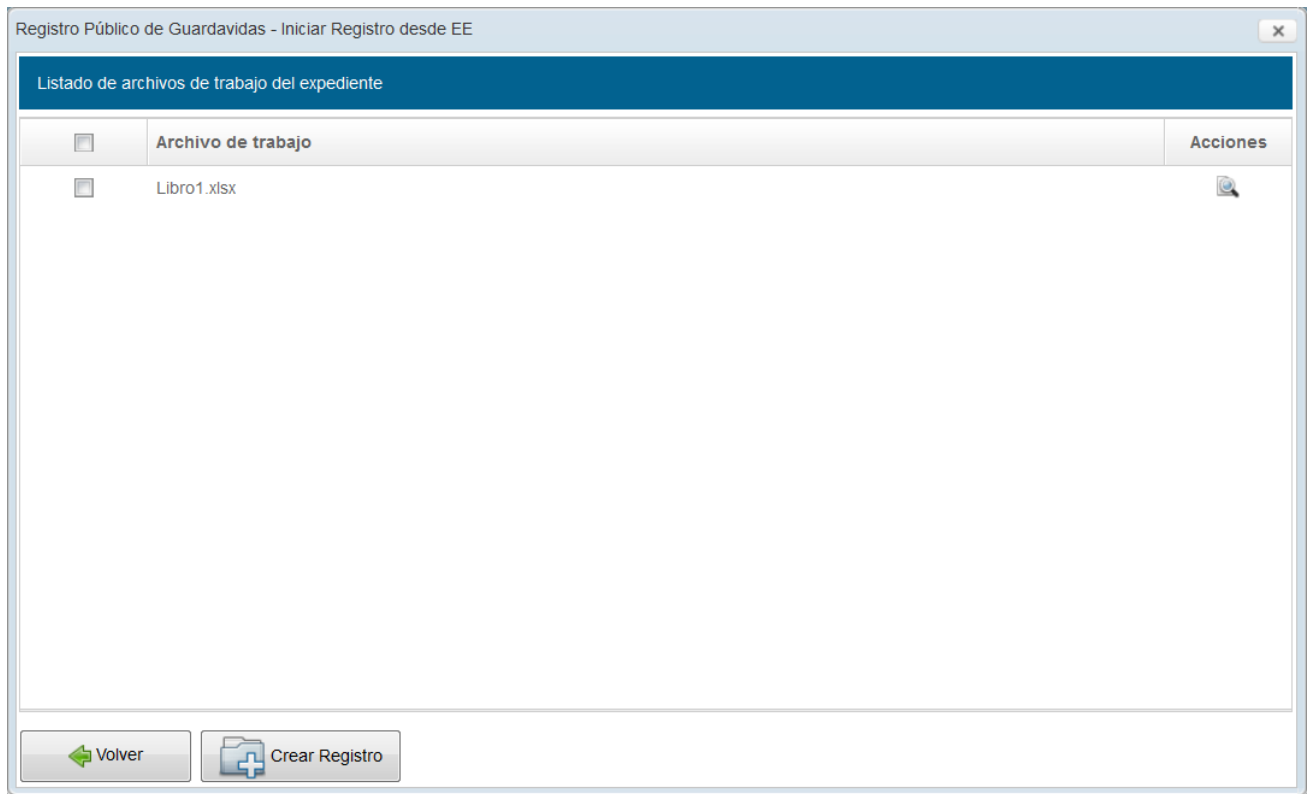 Registro Público de Guardavidas - Iniciar Registro desde EE
Listado de archivos de trabajo del expediente
Archivo de trabajo Acciones
Libro1.xlsx
Volver Crear Registro